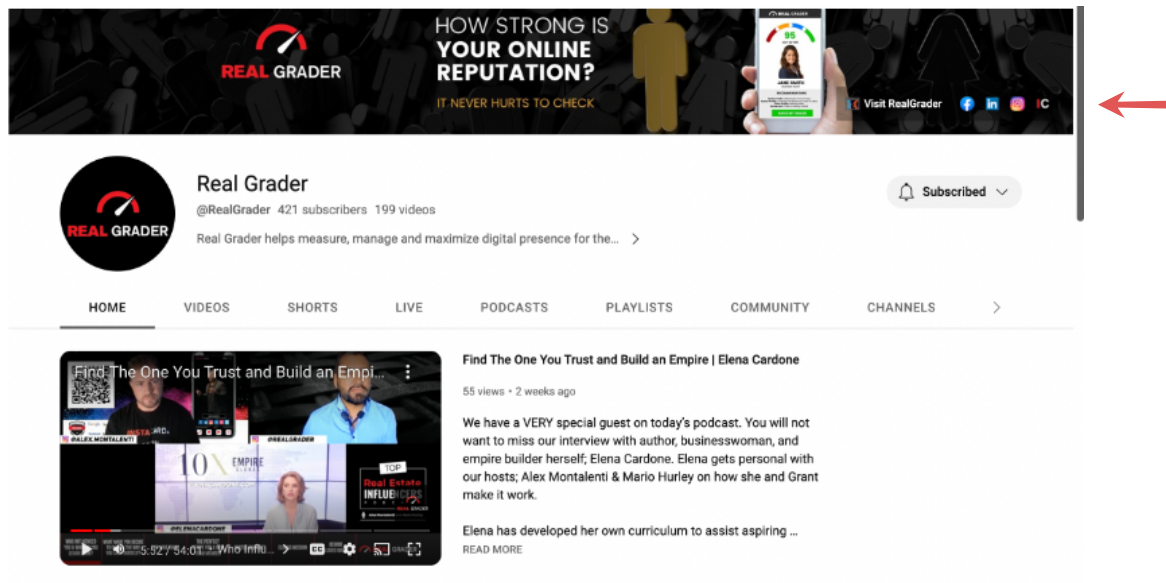 REAL GRADER
HOW STRONG IS
YOUR ONLINE
REPUTATION?
IT NEVER HURTS TO CHECK
95
Visit RealGrader
in
IC
REAL GRADER
Real Grader
@RealGrader 421 subscribers 199 videos
Real Grader helps measure, manage and maximize digital presence for the...
Subscribed
HOME VIDEOS SHORTS LIVE PODCASTS PLAYLISTS COMMUNITY CHANNELS
Find The One You Trust and Build an Empi...
@ALEX.MONTALENTI
@REALGRADER
10X EMPIRE
TOP
Real Estate
INFLUENCERS
@ELENACARDONE
5:52 / 54:01 Who Influ...
CC
Find The One You Trust and Build an Empire | Elena Cardone
55 views • 2 weeks ago
We have a VERY special guest on today's podcast. You will not
want to miss our interview with author, businesswoman, and
empire builder herself; Elena Cardone. Elena gets personal with
our hosts; Alex Montalenti & Mario Hurley on how she and Grant
make it work.
Elena has developed her own curriculum to assist aspiring ...
READ MORE